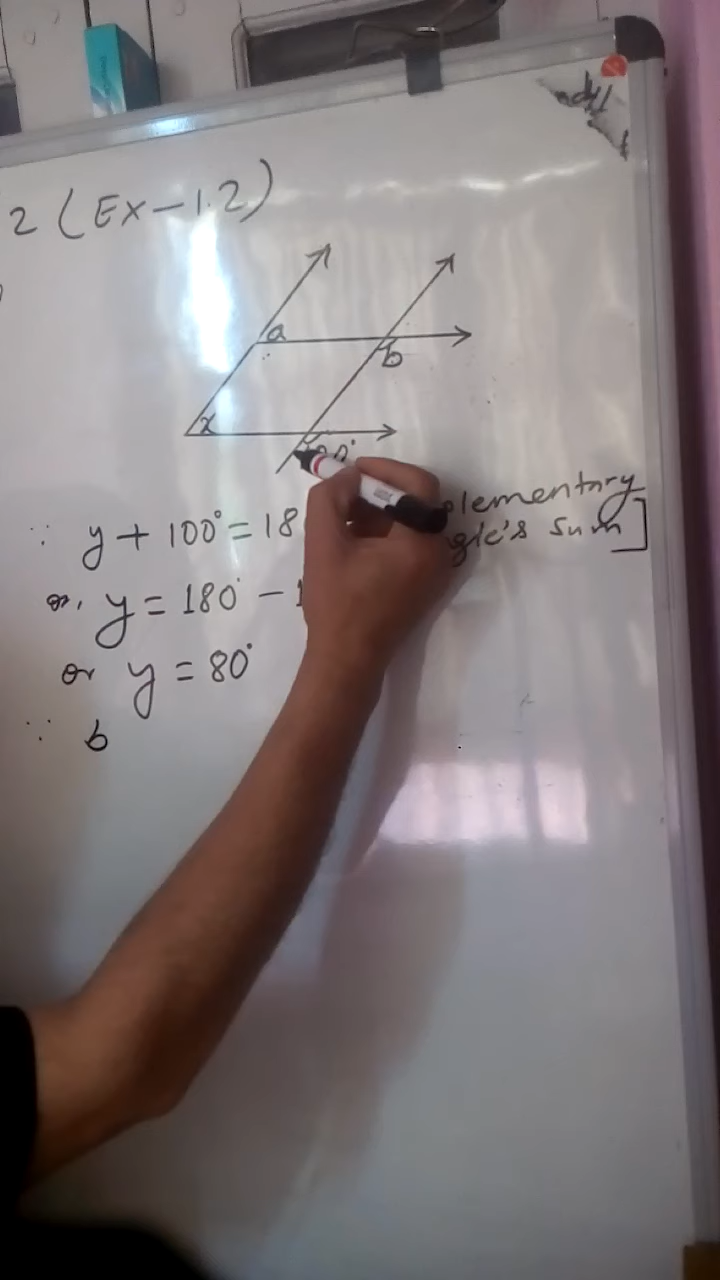 2 (Ex-1.2)
a
b
x
∵ y + 100° = 18
plementary
gle's sum]
or, y = 180° -
or y = 80°
∵ b